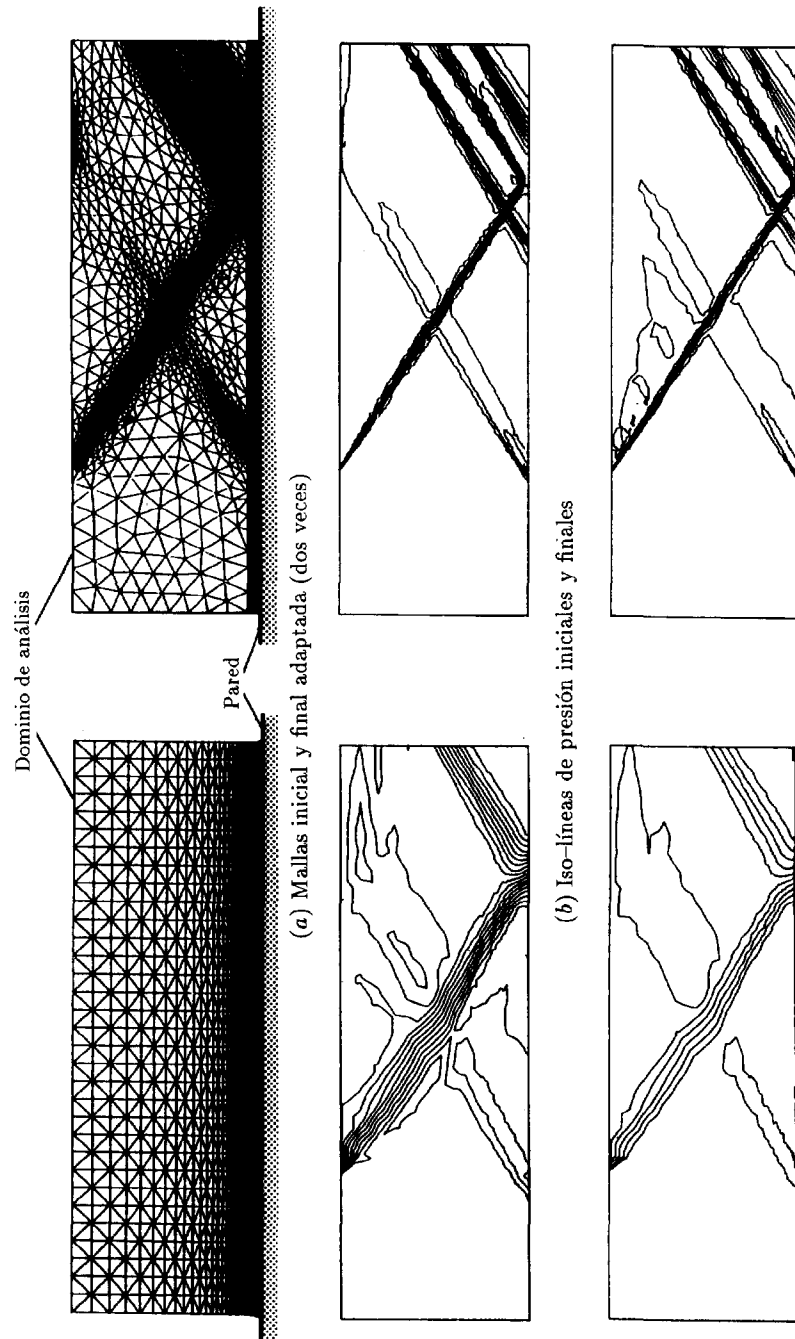 Dominio de análisis
Pared
(a) Mallas inicial y final adaptada (dos veces)
(b) Iso–líneas de presión iniciales y finales